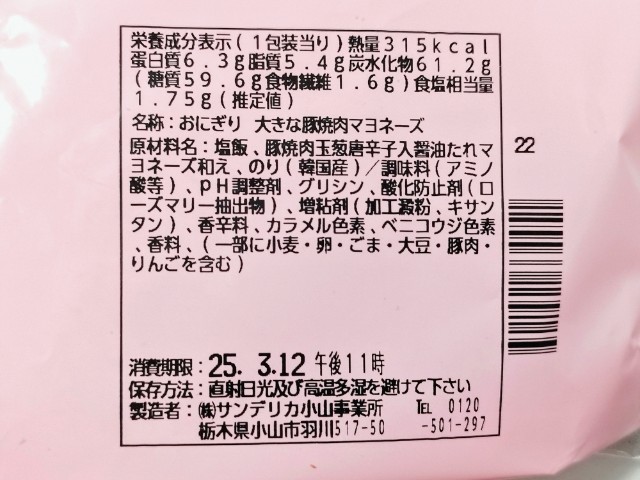 栄養成分表示(1包装当り)熱量315kcal
蛋白質6.3g脂質5.4g炭水化物61.2g
(糖質59.6g食物繊維1.6g)食塩相当量
1.75g(推定値)
名称:おにぎり 大きな豚焼肉マヨネーズ
原材料名:塩飯、豚焼肉玉葱唐辛子入醤油たれマ
ヨネーズ和え、のり(韓国産)/調味料(アミノ
酸等)、pH調整剤、グリシン、酸化防止剤(ロ
ーズマリー抽出物)、増粘剤(加工澱粉、キサン
タン)、香辛料、カラメル色素、ベニコウジ色素
、香料、(一部に小麦・卵・ごま・大豆・豚肉・
りんごを含む)
22
消費期限:25. 3.12 午後11時
保存方法:直射日光及び高温多湿を避けて下さい
製造者:㈱サンデリカ小山事業所 TEL 0120
栃木県小山市羽川517-50 -501-297